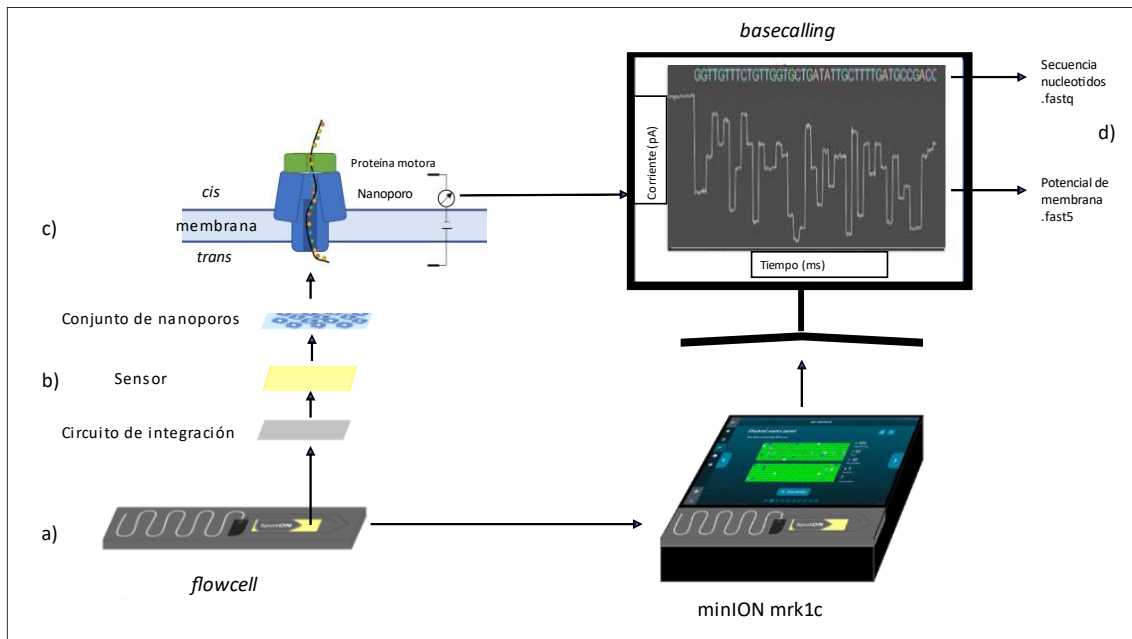 basecalling
GGTTGTTTCTGTTGGTGCTGATATTGCTTTTGATGCCGACC
Corriente (pA)
Tiempo (ms)
Secuencia
nucleotidos
.fastq
d)
Potencial de
membrana
.fast5
c)
cis
membrana
trans
Proteína motora
Nanoporo
Conjunto de nanoporos
b)
Sensor
Circuito de integración
a)
SpotON
flowcell
SpotON
minION mrk1c